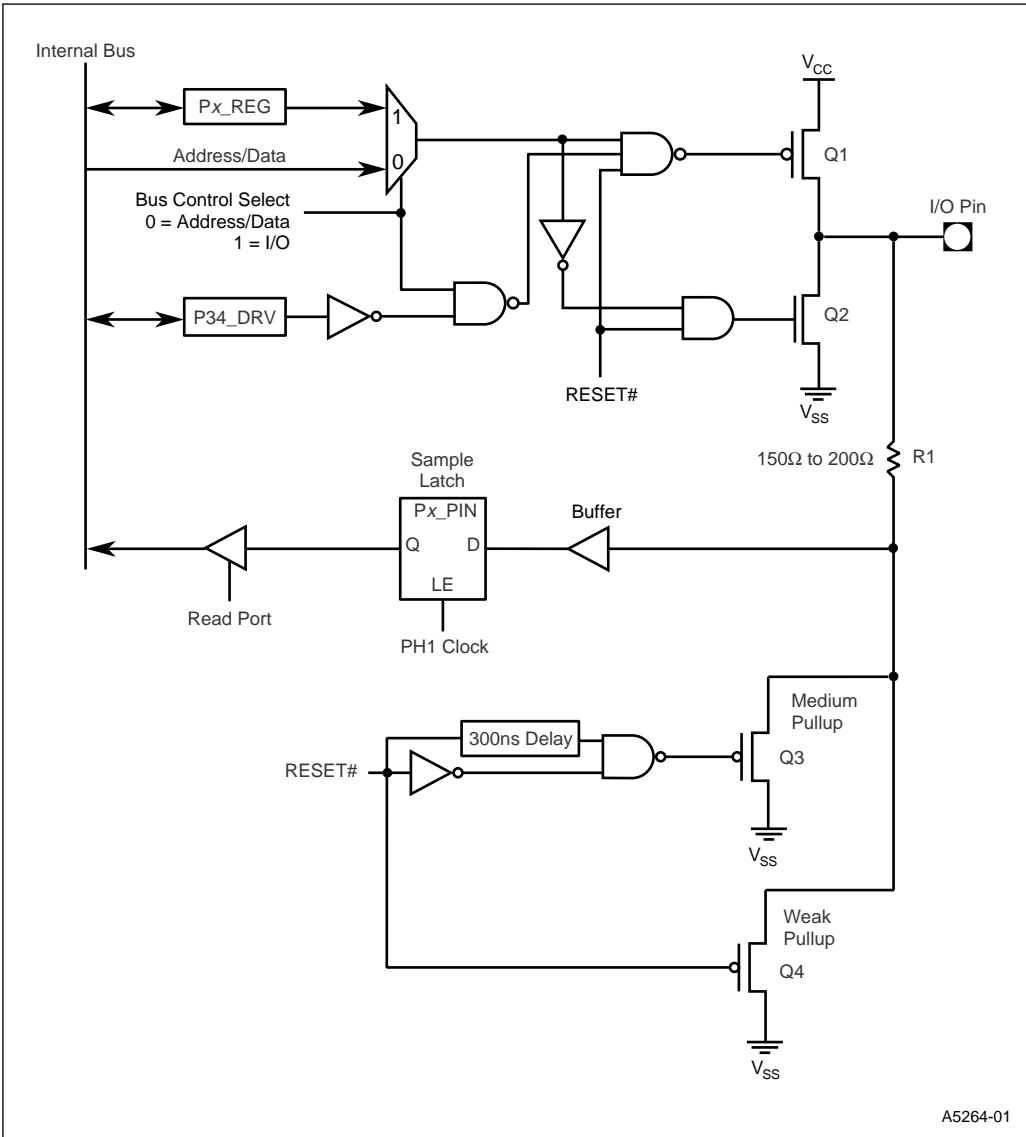 Internal Bus
Px_REG
Address/Data
Bus Control Select
0 = Address/Data
1 = I/O
P34_DRV
1
0
RESET#
VCC
Q1
I/O Pin
Q2
VSS
150Ω to 200Ω
R1
Sample
Latch
Px_PIN
Q
D
LE
PH1 Clock
Buffer
Read Port
300ns Delay
RESET#
Medium
Pullup
Q3
VSS
Weak
Pullup
Q4
VSS
A5264-01